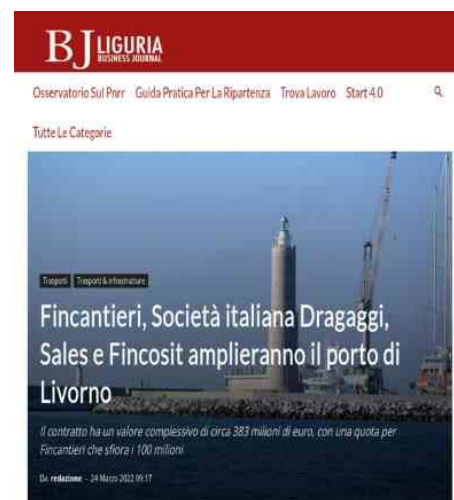 BJ LIGURIA
BUSINESS JOURNAL
Osservatorio Sul Pnrr Guida Pratica Per La Ripartenza Trova Lavoro Start 4.0
Tutte Le Categorie
Trasporti Trasporti & infrastrutture
Fincantieri, Società italiana Dragaggi,
Sales e Fincosit amplieranno il porto di
Livorno
Il contratto ha un valore complessivo di circa 383 milioni di euro, con una quota per
Fincantieri che sfiora i 100 milioni
Da redazione - 24 Marzo 2022 09:17